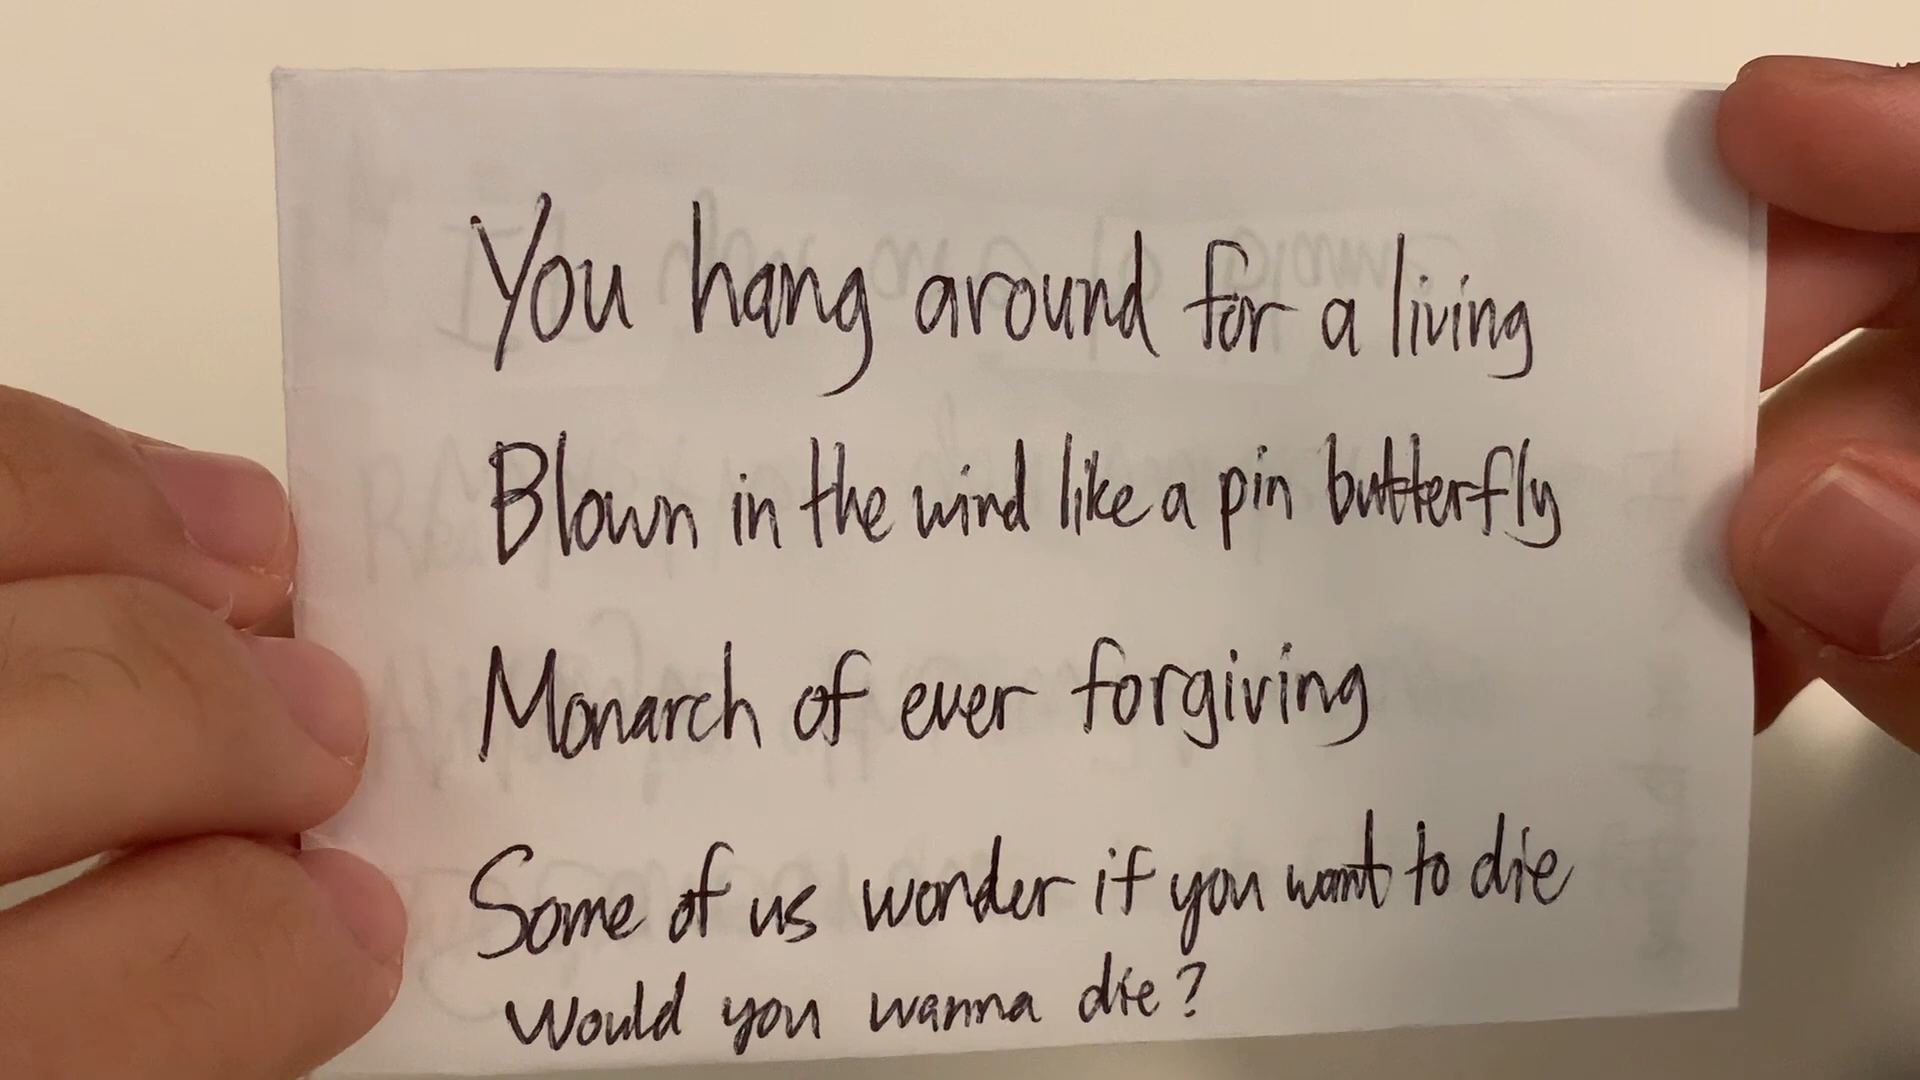 You hang around for a living
Blown in the wind like a pin butterfly
Monarch of ever forgiving
Some of us wonder if you want to die
Would you wanna die?